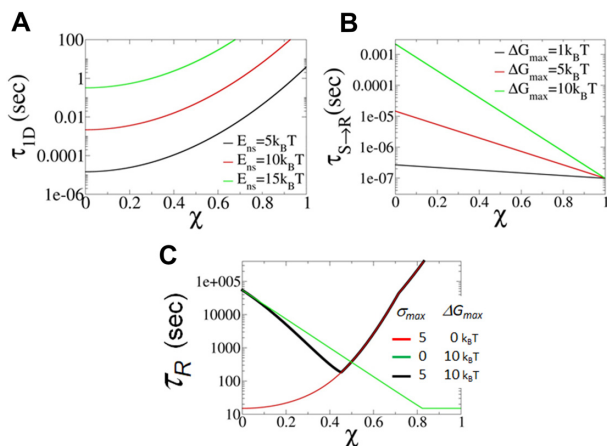 A
τ1D (sec)
100
1
0.01
0.0001
1e-06
Ens=5kBT
Ens=10kBT
Ens=15kBT
0 0.2 0.4 0.6 0.8 1
χ
B
τS→R (sec)
0.001
0.0001
1e-05
1e-06
1e-07
ΔGmax=1kBT
ΔGmax=5kBT
ΔGmax=10kBT
0 0.2 0.4 0.6 0.8 1
χ
C
τR (sec)
1e+005
10000
1000
100
10
σmax ΔGmax
5 0 kBT
0 10 kBT
5 10 kBT
0 0.2 0.4 0.6 0.8 1
χ